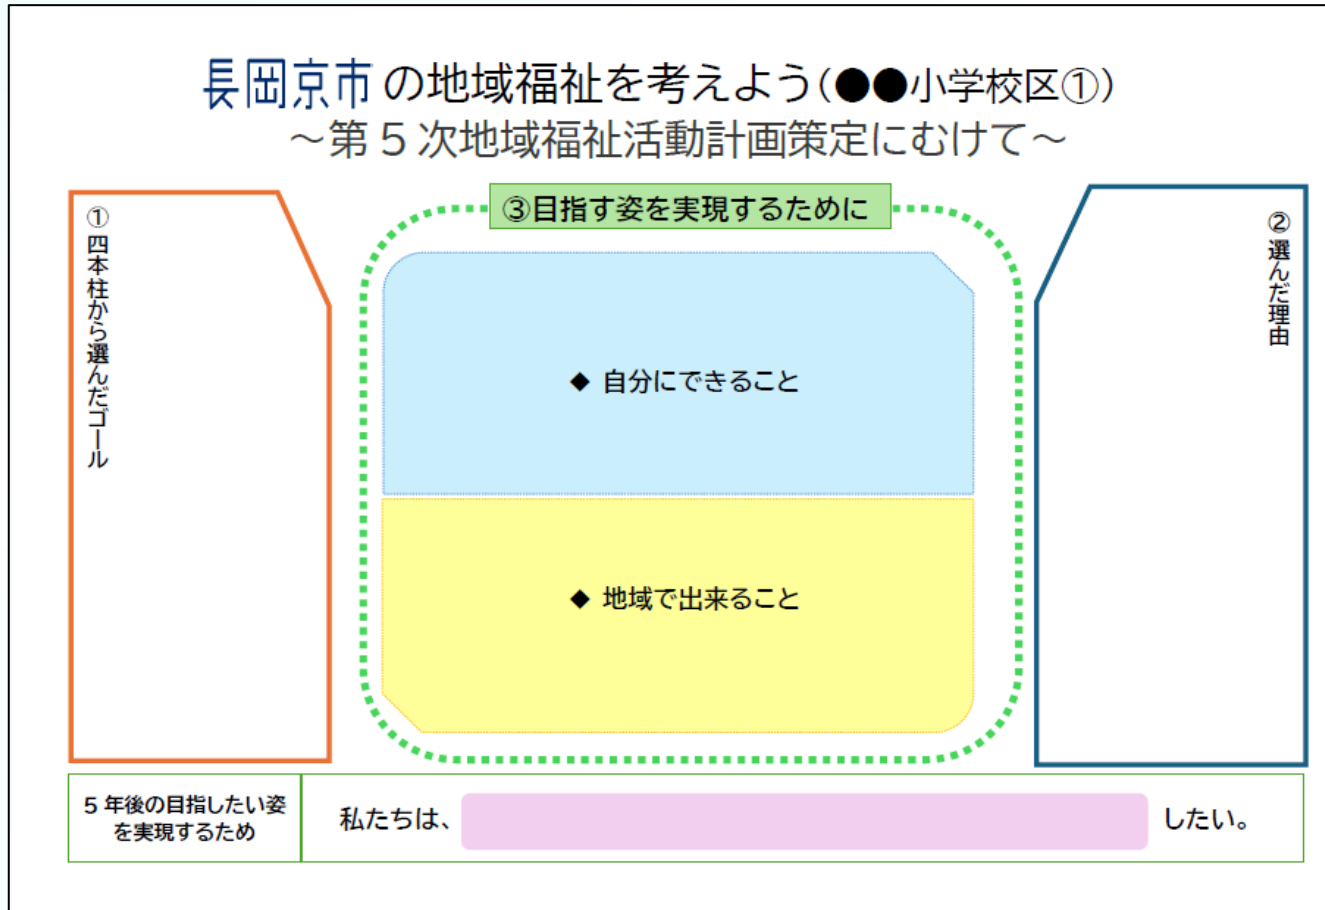 長岡京市の地域福祉を考えよう(●●小学校区①)
～第５次地域福祉活動計画策定にむけて～
①四本柱から選んだゴール
②選んだ理由
③目指す姿を実現するために
◆ 自分にできること
◆ 地域で出来ること
５年後の目指したい姿
を実現するため
私たちは、
したい。